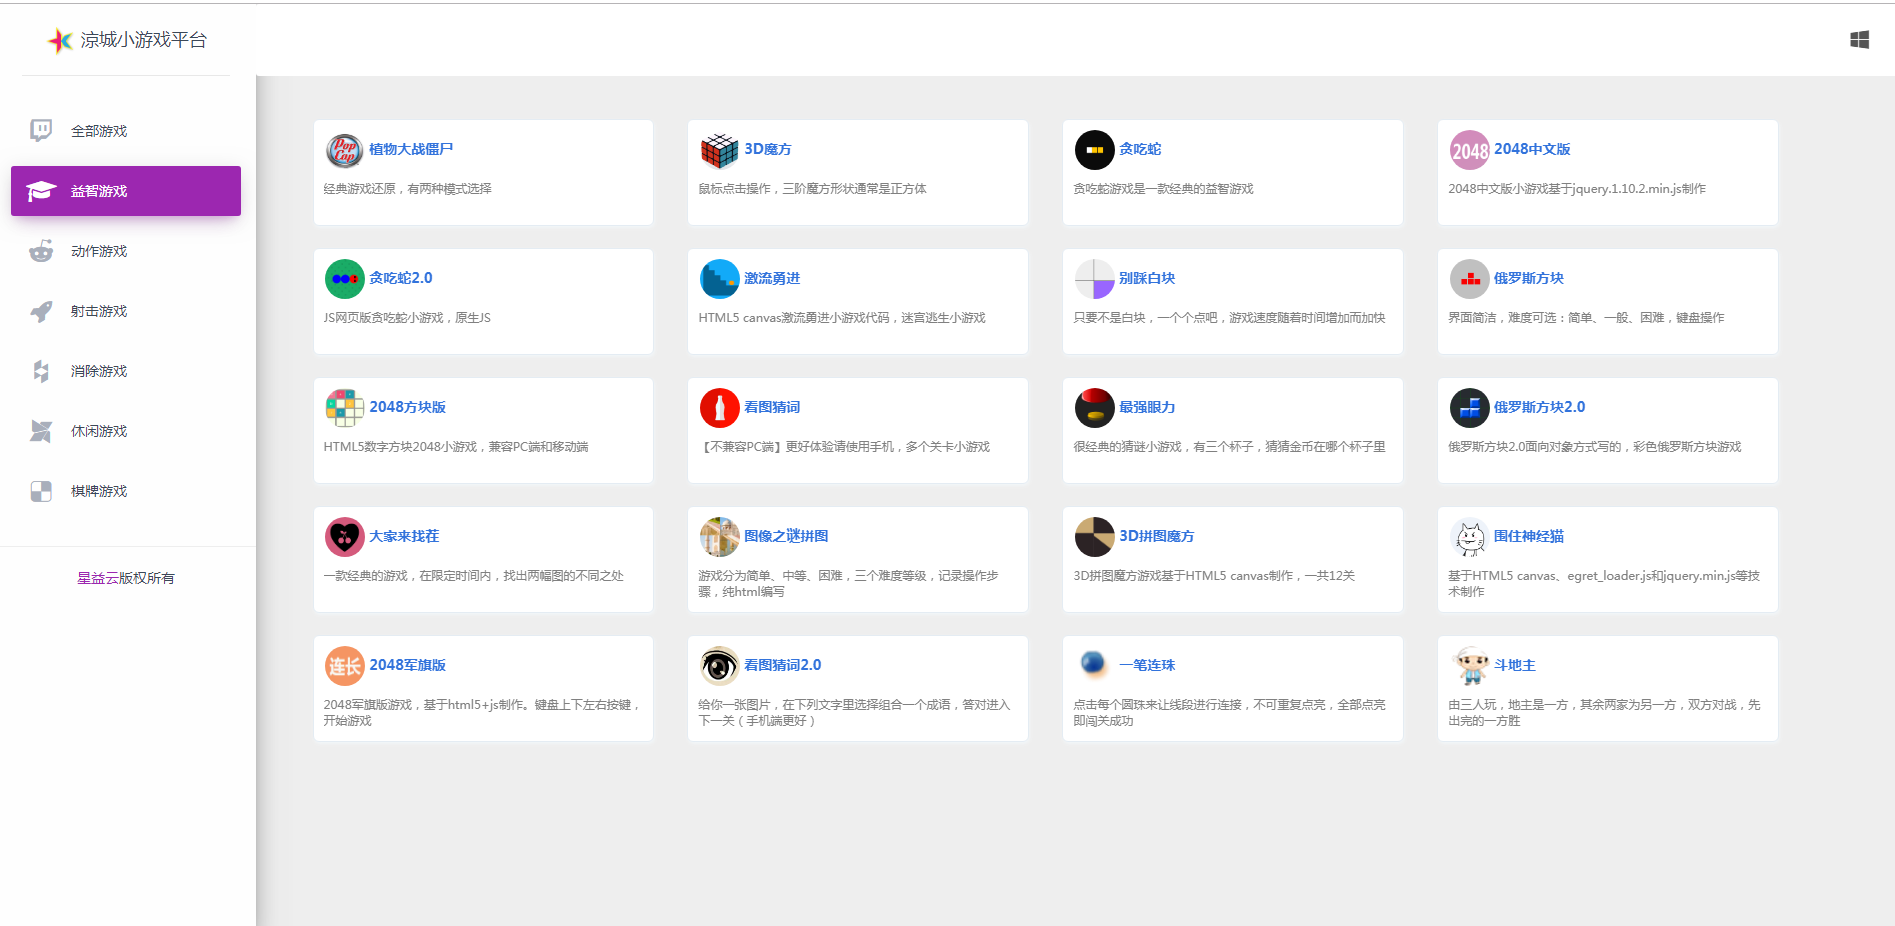 凉城小游戏平台
全部游戏
益智游戏
动作游戏
射击游戏
消除游戏
休闲游戏
棋牌游戏
星益云版权所有
Pop
Cap
植物大战僵尸
经典游戏还原，有两种模式选择
3D魔方
鼠标点击操作，三阶魔方形状通常是正方体
贪吃蛇
贪吃蛇游戏是一款经典的益智游戏
2048
2048中文版
2048中文版小游戏基于jquery.1.10.2.min.js制作
贪吃蛇2.0
JS网页版贪吃蛇小游戏，原生JS
激流勇进
HTML5 canvas激流勇进小游戏代码，迷宫逃生小游戏
别踩白块
只要不是白块，一个个点吧，游戏速度随着时间增加而加快
俄罗斯方块
界面简洁，难度可选：简单、一般、困难，键盘操作
2048方块版
HTML5数字方块2048小游戏，兼容PC端和移动端
看图猜词
【不兼容PC端】更好体验请使用手机，多个关卡小游戏
最强眼力
很经典的猜谜小游戏，有三个杯子，猜猜金币在哪个杯子里
俄罗斯方块2.0
俄罗斯方块2.0面向对象方式写的，彩色俄罗斯方块游戏
大家来找茬
一款经典的游戏，在限定时间内，找出两幅图的不同之处
图像之谜拼图
游戏分为简单、中等、困难，三个难度等级，记录操作步
骤，纯html编写
3D拼图魔方
3D拼图魔方游戏基于HTML5 canvas制作，一共12关
围住神经猫
基于HTML5 canvas、egret_loader.js和jquery.min.js等技
术制作
连长
2048军旗版
2048军旗版游戏，基于html5+js制作。键盘上下左右按键，
开始游戏
看图猜词2.0
给你一张图片，在下列文字里选择组合一个成语，答对进入
下一关（手机端更好）
一笔连珠
点击每个圆珠来让线段进行连接，不可重复点亮，全部点亮
即闯关成功
斗地主
由三人玩，地主是一方，其余两家为另一方，双方对战，先
出完的一方胜